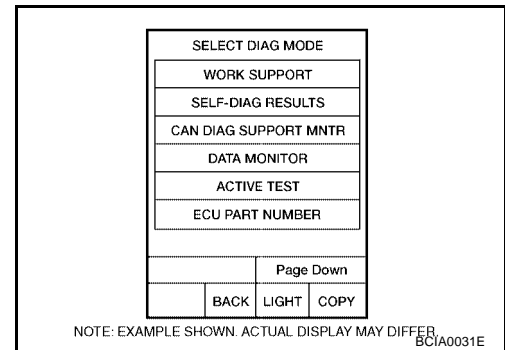 SELECT DIAG MODE
WORK SUPPORT
SELF-DIAG RESULTS
CAN DIAG SUPPORT MNTR
DATA MONITOR
ACTIVE TEST
ECU PART NUMBER
Page Down
BACK LIGHT COPY
NOTE: EXAMPLE SHOWN. ACTUAL DISPLAY MAY DIFFER.
BCIA0031E